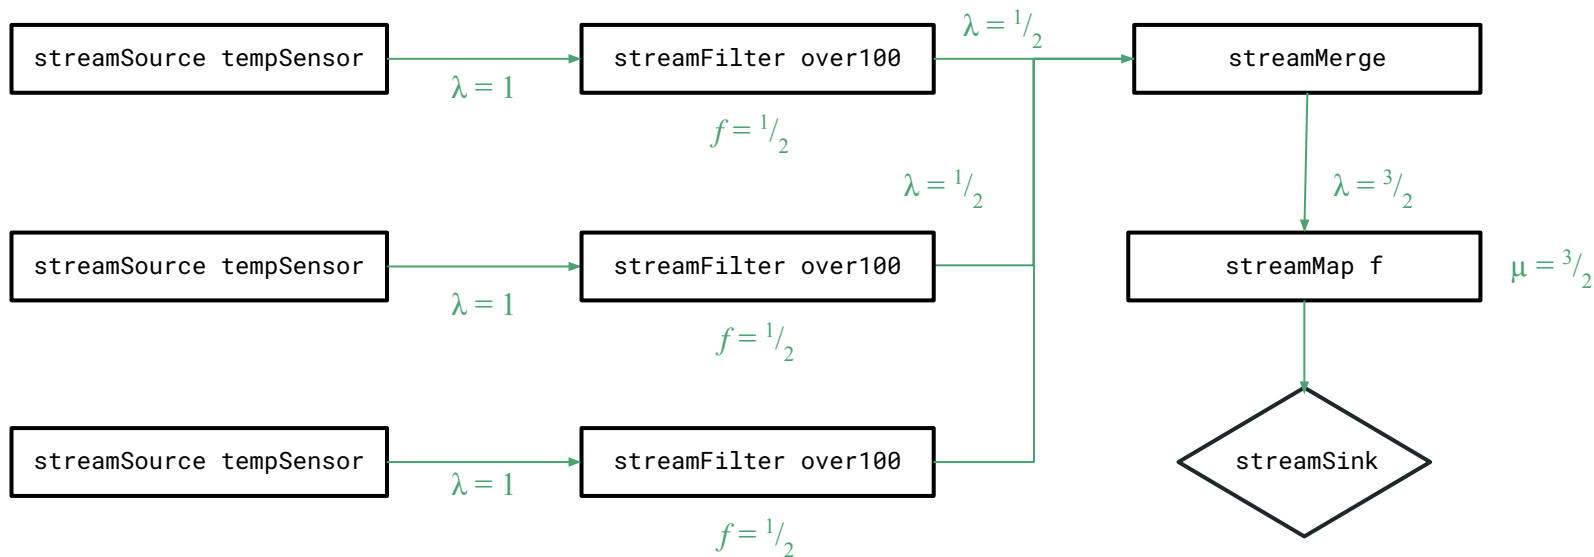 streamSource tempSensor
λ = 1
streamFilter over100
f = 1/2
λ = 1/2
streamMerge
λ = 1/2
λ = 3/2
streamSource tempSensor
λ = 1
streamFilter over100
f = 1/2
streamMap f
μ = 3/2
streamSource tempSensor
λ = 1
streamFilter over100
f = 1/2
streamSink